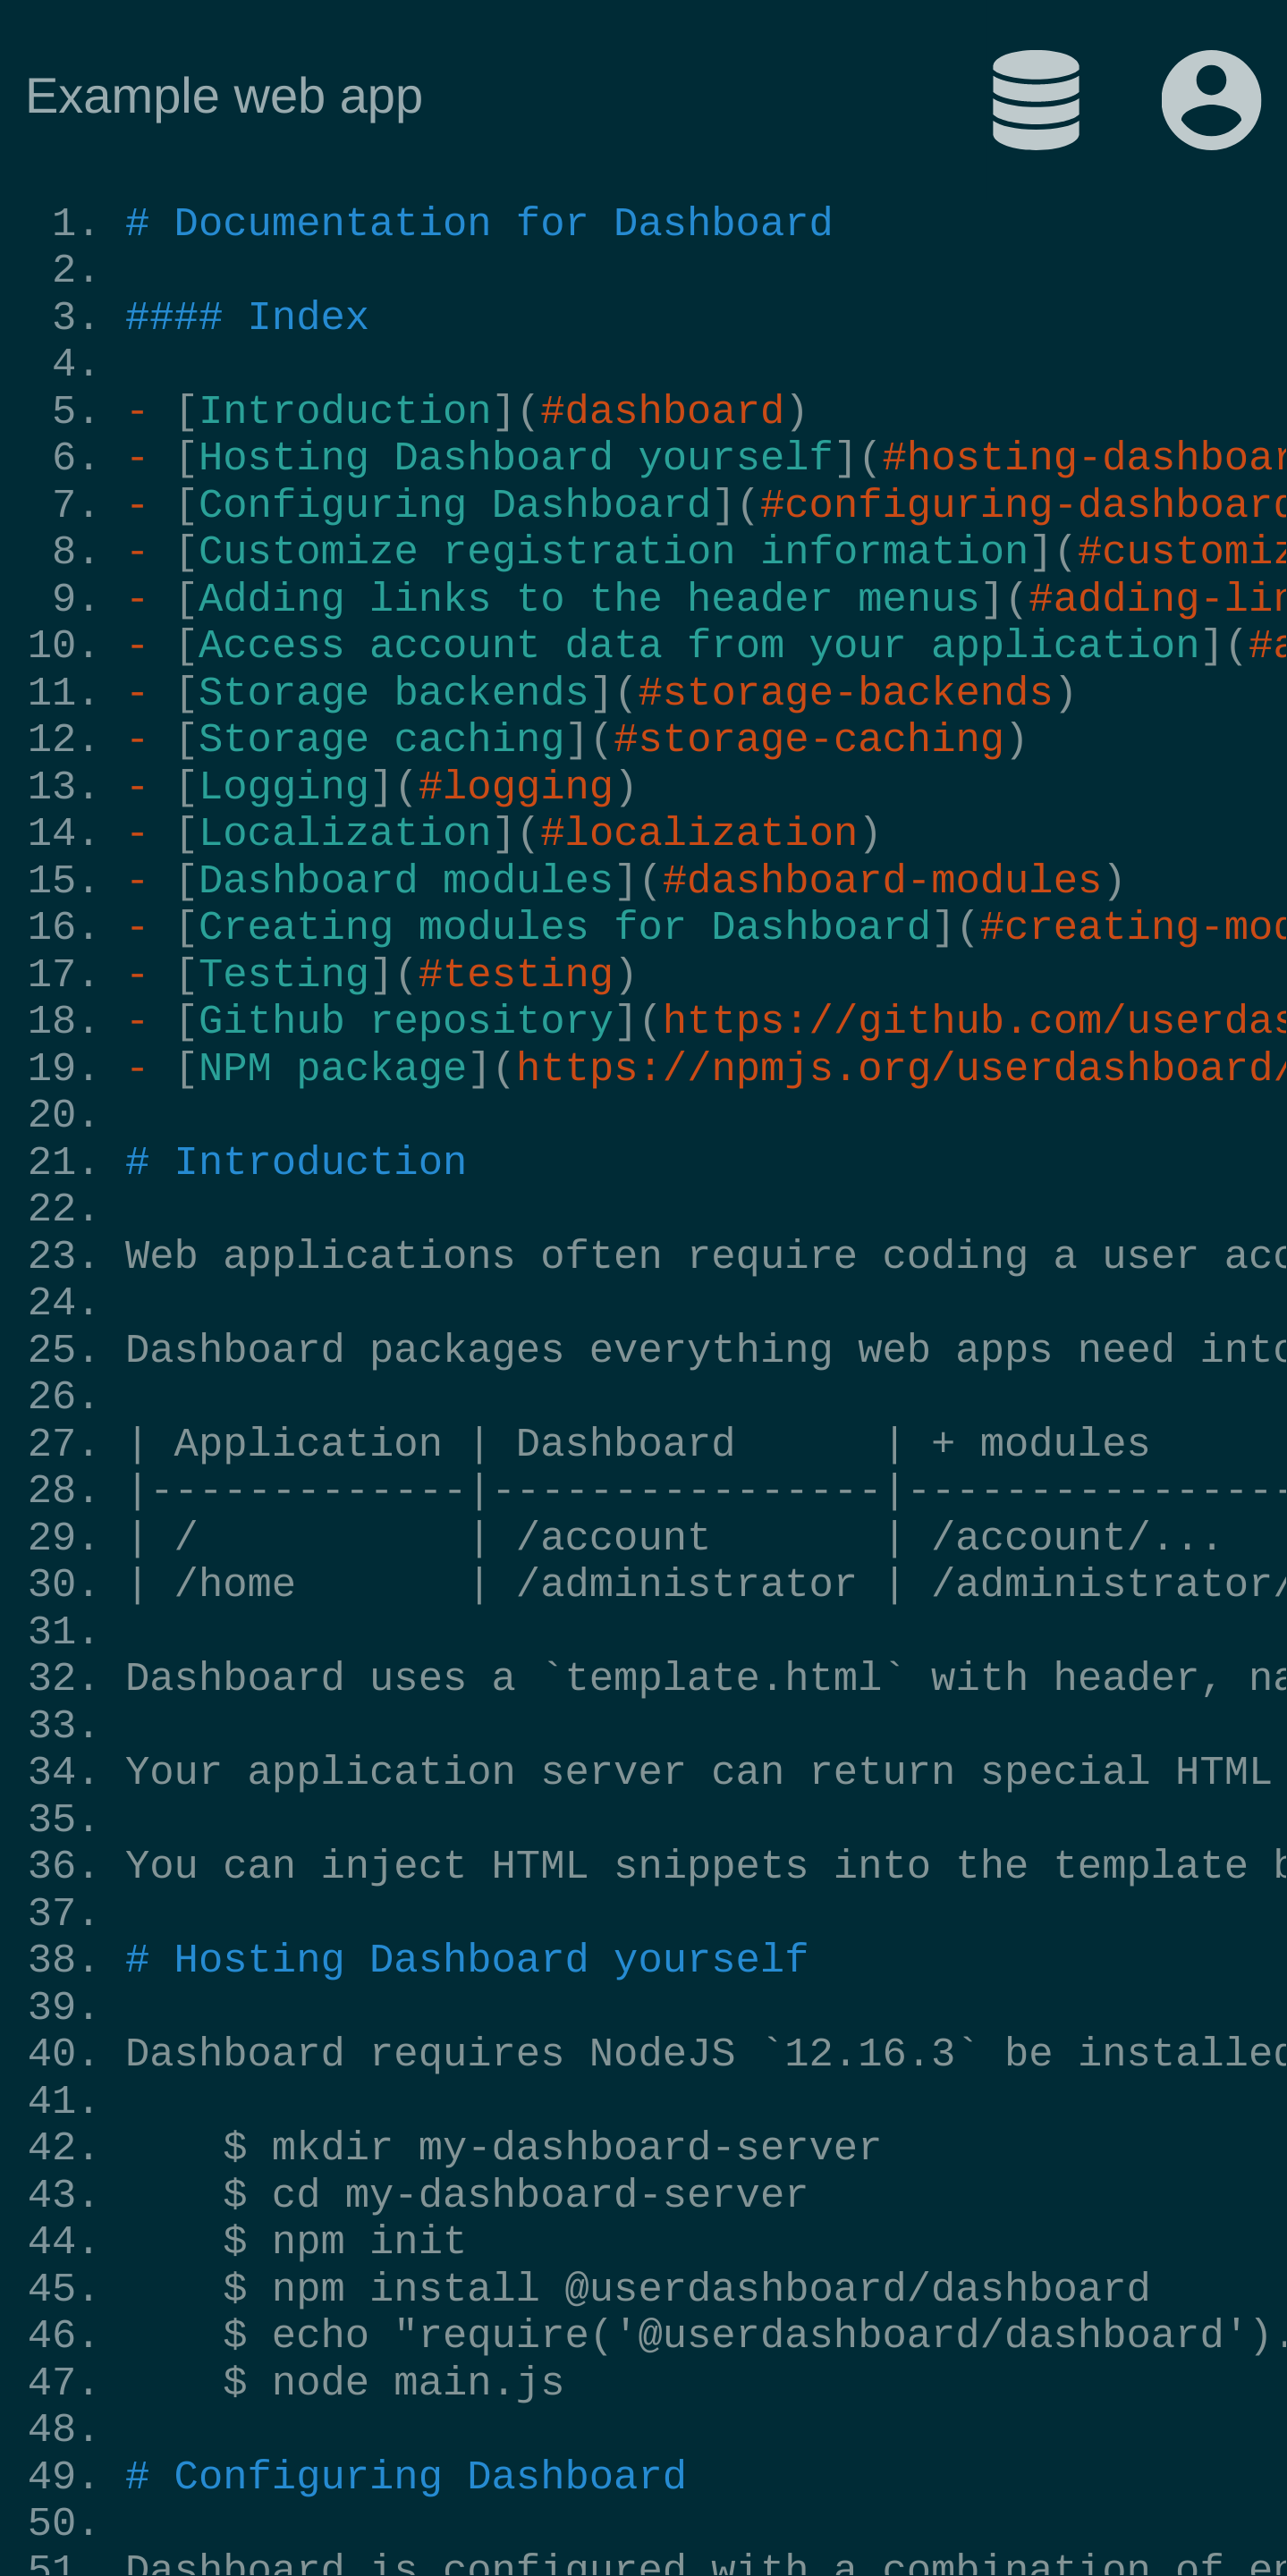 Example web app
1. # Documentation for Dashboard
2.
3. #### Index
4.
5. - [Introduction](#dashboard)
6. - [Hosting Dashboard yourself](#hosting-dashboar
7. - [Configuring Dashboard](#configuring-dashboard
8. - [Customize registration information](#customiz
9. - [Adding links to the header menus](#adding-lin
10. - [Access account data from your application](#a
11. - [Storage backends](#storage-backends)
12. - [Storage caching](#storage-caching)
13. - [Logging](#logging)
14. - [Localization](#localization)
15. - [Dashboard modules](#dashboard-modules)
16. - [Creating modules for Dashboard](#creating-mod
17. - [Testing](#testing)
18. - [Github repository](https://github.com/userdas
19. - [NPM package](https://npmjs.org/userdashboard/
20.
21. # Introduction
22.
23. Web applications often require coding a user acc
24.
25. Dashboard packages everything web apps need into
26.
27. | Application | Dashboard      | + modules
28. |-------------|----------------|----------------
29. | /           | /account       | /account/...
30. | /home       | /administrator | /administrator/
31.
32. Dashboard uses a `template.html` with header, na
33.
34. Your application server can return special HTML
35.
36. You can inject HTML snippets into the template b
37.
38. # Hosting Dashboard yourself
39.
40. Dashboard requires NodeJS `12.16.3` be installed
41.
42.     $ mkdir my-dashboard-server
43.     $ cd my-dashboard-server
44.     $ npm init
45.     $ npm install @userdashboard/dashboard
46.     $ echo "require('@userdashboard/dashboard').
47.     $ node main.js
48.
49. # Configuring Dashboard
50.
51. Dashboard is configured with a combination of e